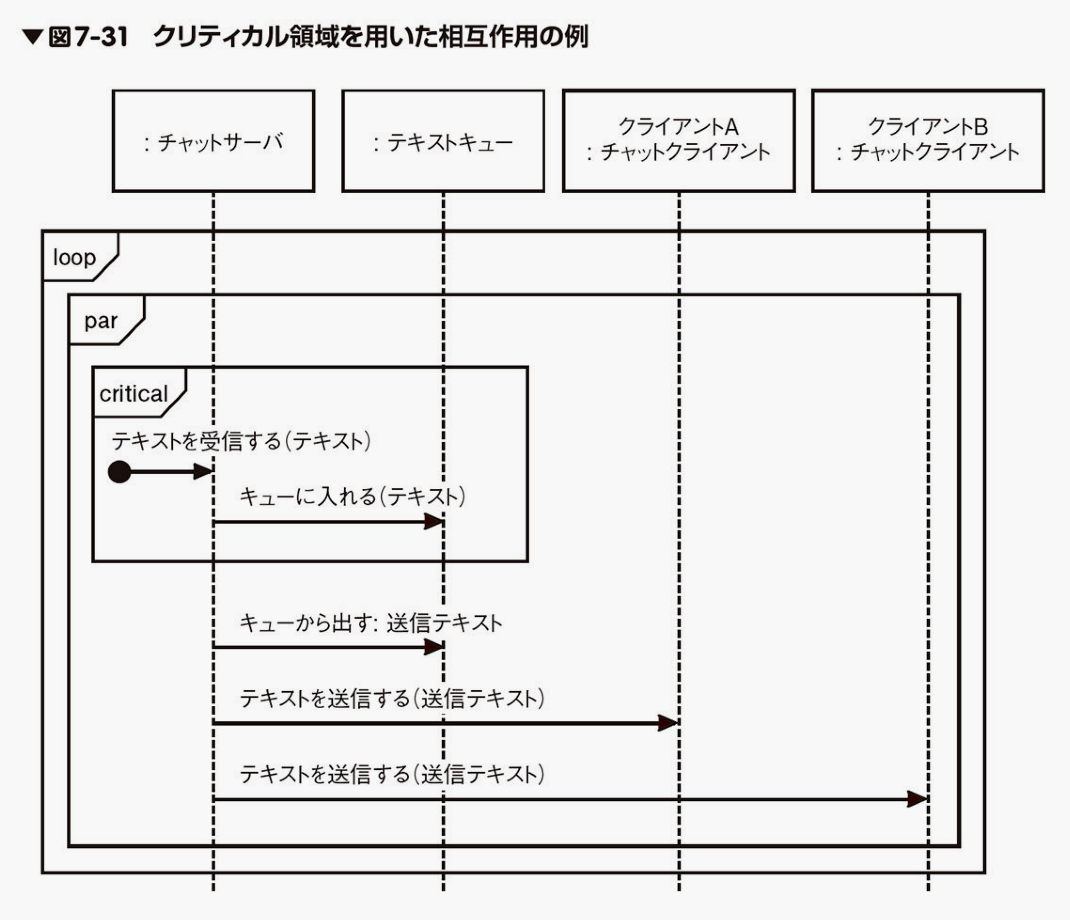 ▼図7-31 クリティカル領域を用いた相互作用の例
: チャットサーバ
: テキストキュー
クライアントA
: チャットクライアント
クライアントB
: チャットクライアント
loop
par
critical
テキストを受信する(テキスト)
キューに入れる(テキスト)
キューから出す: 送信テキスト
テキストを送信する(送信テキスト)
テキストを送信する(送信テキスト)